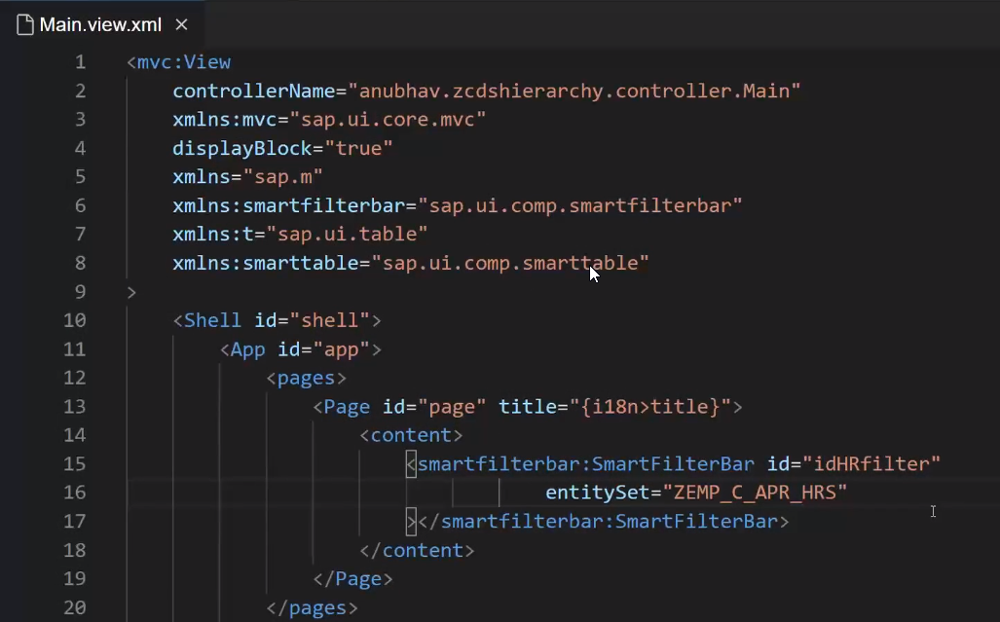 Main.view.xml ×
1 <mvc:View
2 controllerName="anubhav.zcdshierarchy.controller.Main"
3 xmlns:mvc="sap.ui.core.mvc"
4 displayBlock="true"
5 xmlns="sap.m"
6 xmlns:smartfilterbar="sap.ui.comp.smartfilterbar"
7 xmlns:t="sap.ui.table"
8 xmlns:smarttable="sap.ui.comp.smarttable"
9 >
10 <Shell id="shell">
11 <App id="app">
12 <pages>
13 <Page id="page" title="{i18n>title}">
14 <content>
15 <smartfilterbar:SmartFilterBar id="idHRfilter"
16 entitySet="ZEMP_C_APR_HRS"
17 ></smartfilterbar:SmartFilterBar>
18 </content>
19 </Page>
20 </pages>